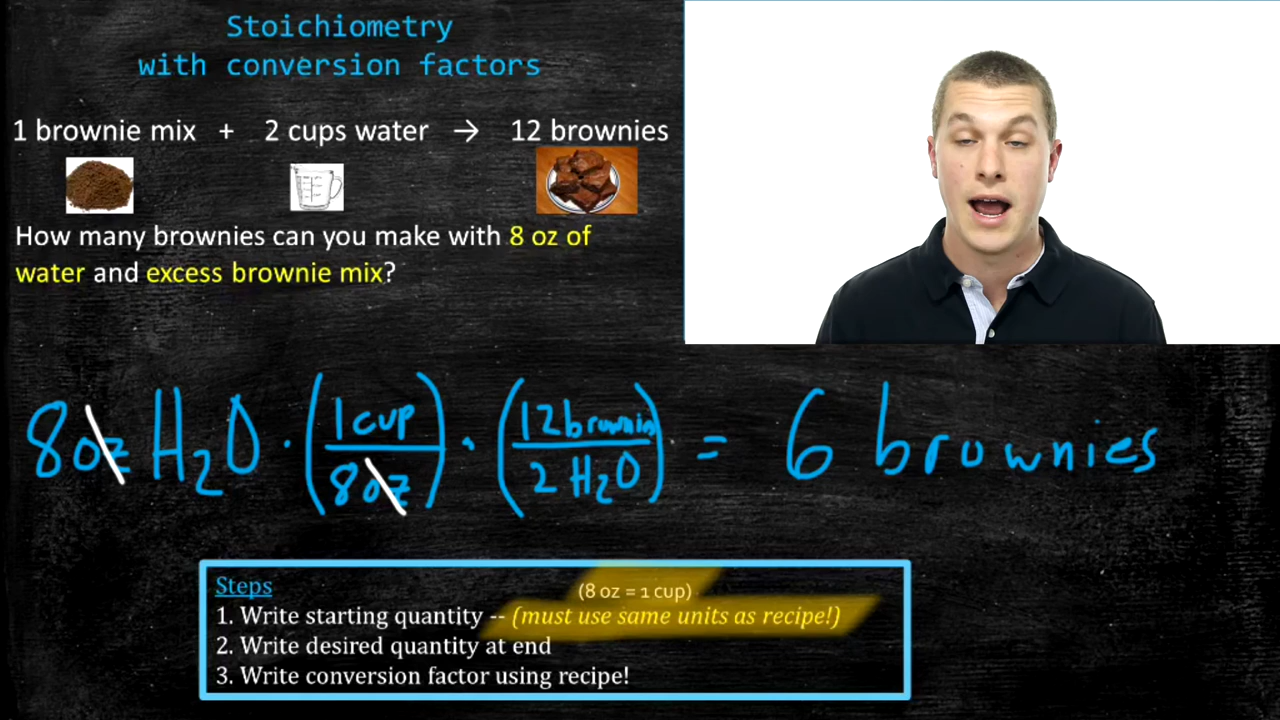 Stoichiometry
with conversion factors
1 brownie mix + 2 cups water → 12 brownies
How many brownies can you make with 8 oz of
water and excess brownie mix?
8oz H₂O · (1cup/8oz) · (12browni/2 H₂O) = 6 brownies
Steps
(8 oz = 1 cup)
1. Write starting quantity -- (must use same units as recipe!)
2. Write desired quantity at end
3. Write conversion factor using recipe!